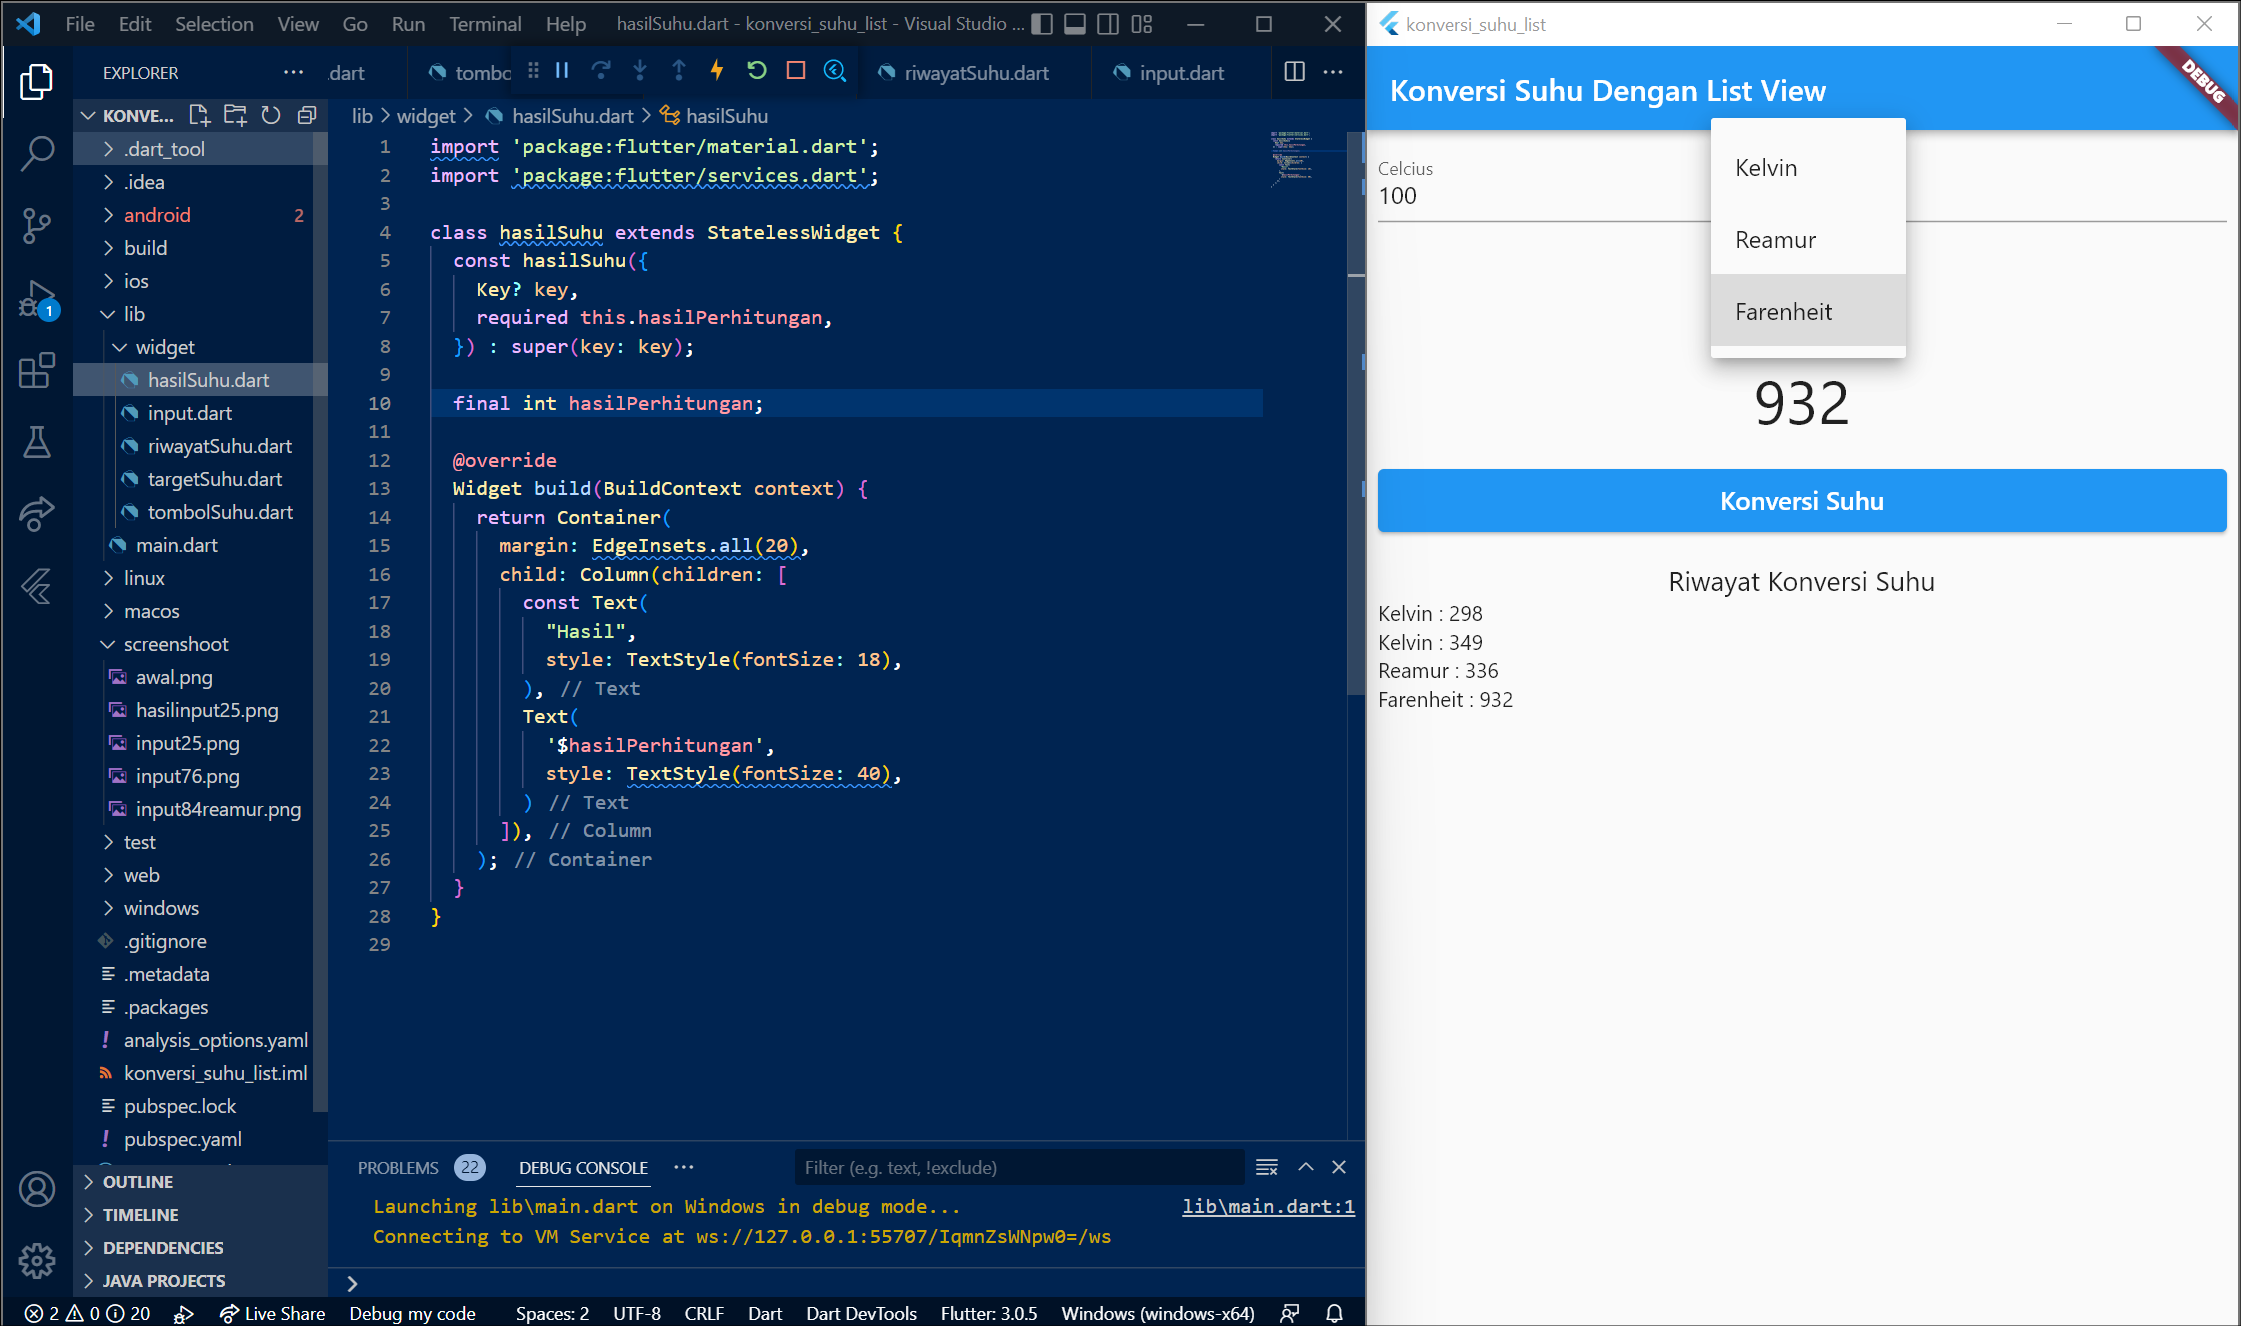 File Edit Selection View Go Run Terminal Help hasilSuhu.dart - konversi_suhu_list - Visual Studio ...
EXPLORER
.dart tombo riwayatSuhu.dart input.dart
KONVE...
lib > widget > hasilSuhu.dart > hasilSuhu
.dart_tool
.idea
android 2
build
ios
lib
widget
hasilSuhu.dart
input.dart
riwayatSuhu.dart
targetSuhu.dart
tombolSuhu.dart
main.dart
linux
macos
screenshoot
awal.png
hasilinput25.png
input25.png
input76.png
input84reamur.png
test
web
windows
.gitignore
.metadata
.packages
analysis_options.yaml
konversi_suhu_list.iml
pubspec.lock
pubspec.yaml
OUTLINE
TIMELINE
DEPENDENCIES
JAVA PROJECTS
1
1 import 'package:flutter/material.dart';
2 import 'package:flutter/services.dart';
3
4 class hasilSuhu extends StatelessWidget {
5 const hasilSuhu({
6 Key? key,
7 required this.hasilPerhitungan,
8 }) : super(key: key);
9
10 final int hasilPerhitungan;
11
12 @override
13 Widget build(BuildContext context) {
14 return Container(
15 margin: EdgeInsets.all(20),
16 child: Column(children: [
17 const Text(
18 "Hasil",
19 style: TextStyle(fontSize: 18),
20 ), // Text
21 Text(
22 '$hasilPerhitungan',
23 style: TextStyle(fontSize: 40),
24 ) // Text
25 ]), // Column
26 ); // Container
27 }
28 }
29
PROBLEMS 22 DEBUG CONSOLE ... Filter (e.g. text, !exclude)
Launching lib\main.dart on Windows in debug mode... lib\main.dart:1
Connecting to VM Service at ws://127.0.0.1:55707/IqmnZsWNpw0=/ws
2 0 20 Live Share Debug my code Spaces: 2 UTF-8 CRLF Dart Dart DevTools Flutter: 3.0.5 Windows (windows-x64)
konversi_suhu_list
Konversi Suhu Dengan List View
DEBUG
Celcius
100
Kelvin
Reamur
Farenheit
932
Konversi Suhu
Riwayat Konversi Suhu
Kelvin : 298
Kelvin : 349
Reamur : 336
Farenheit : 932